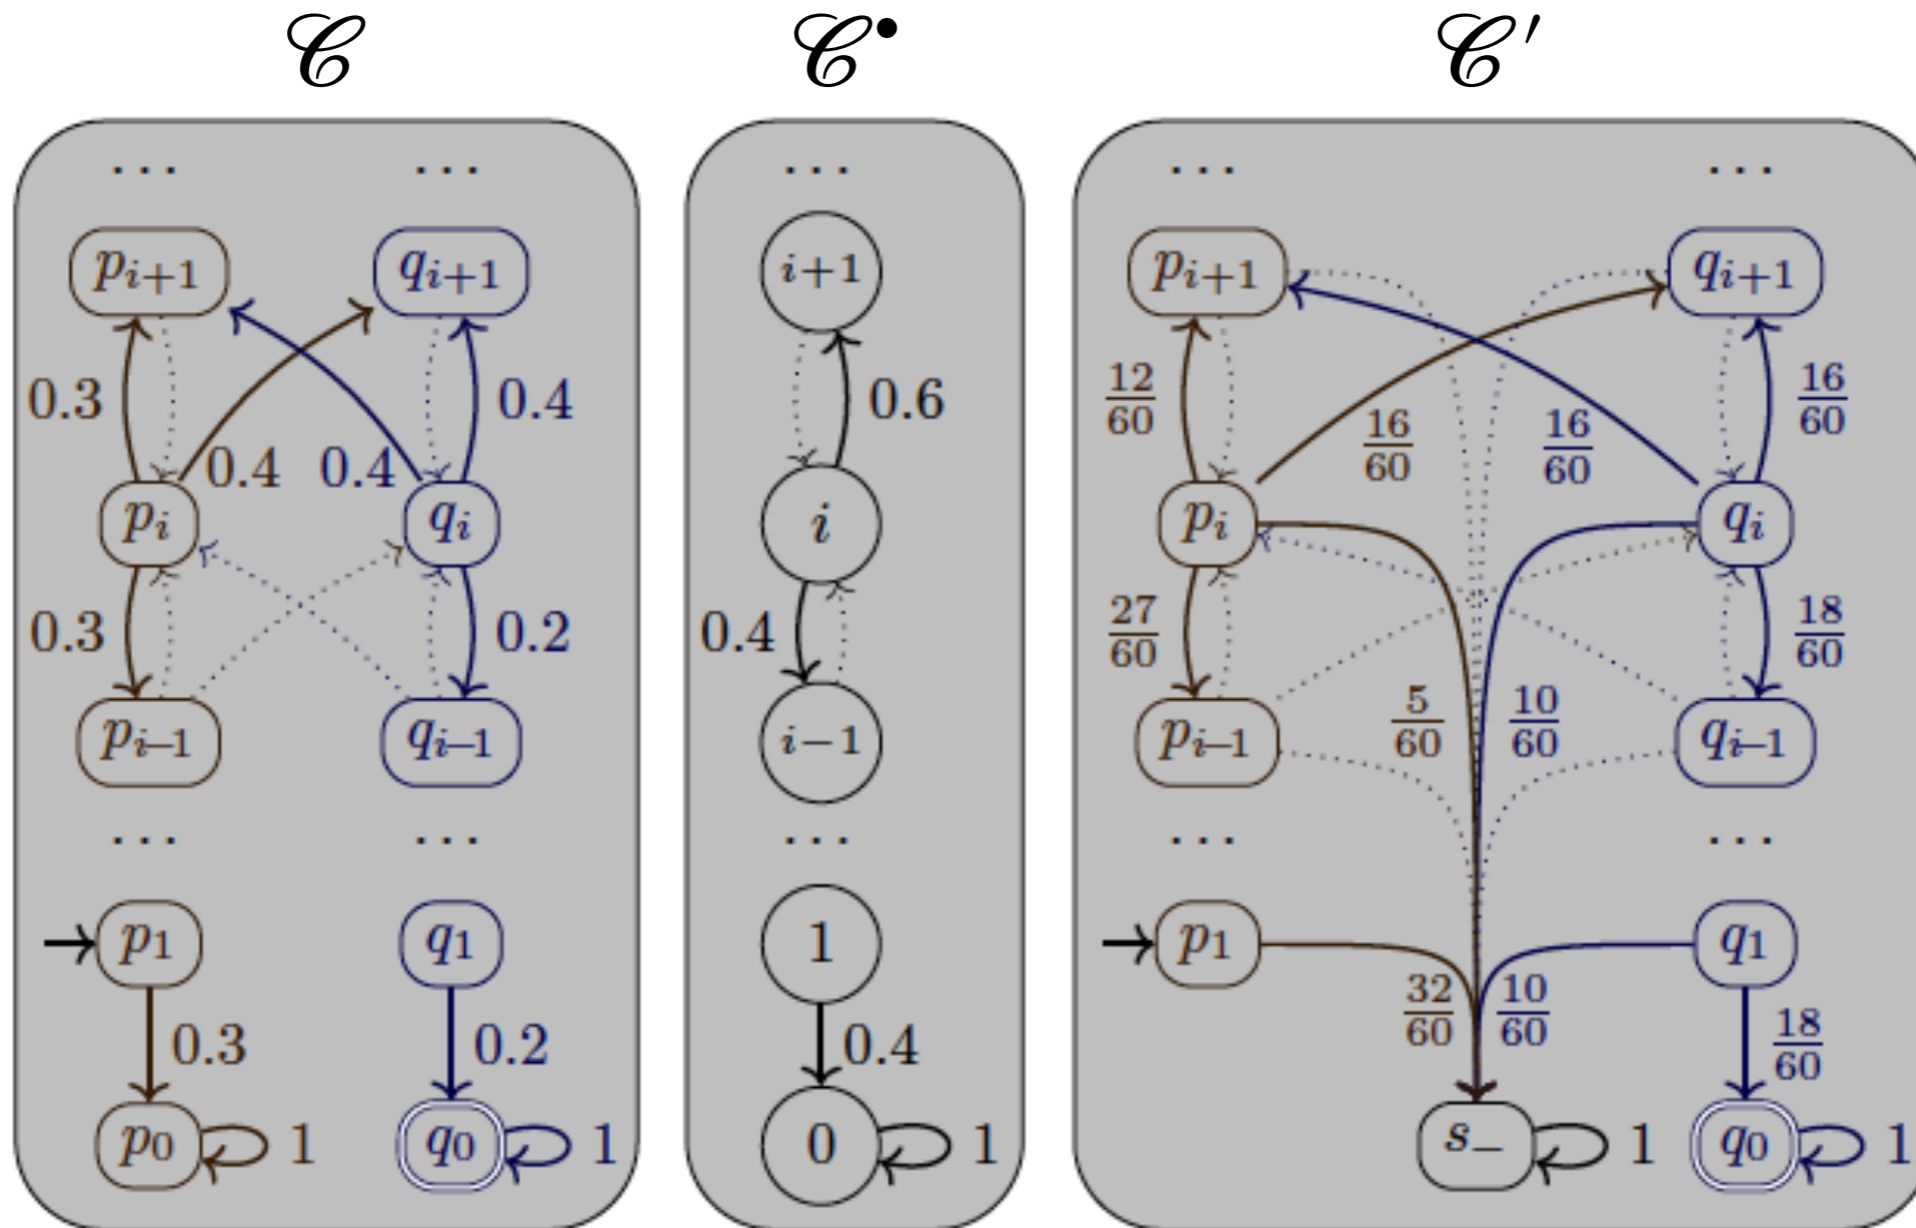 𝒞 𝒞• 𝒞′
... ... ... ... ...
p_{i+1} q_{i+1} i+1 p_{i+1} q_{i+1}
0.3 0.4 0.6 12/60 16/60
0.4 0.4 16/60 16/60
p_i q_i i p_i q_i
0.3 0.2 0.4 27/60 18/60
p_{i−1} q_{i−1} i−1 p_{i−1} q_{i−1}
5/60 10/60
... ... ... ... ...
p_1 q_1 1 p_1 q_1
0.3 0.2 0.4 32/60 10/60 18/60
p_0 1 q_0 1 0 1 s_− 1 q_0 1